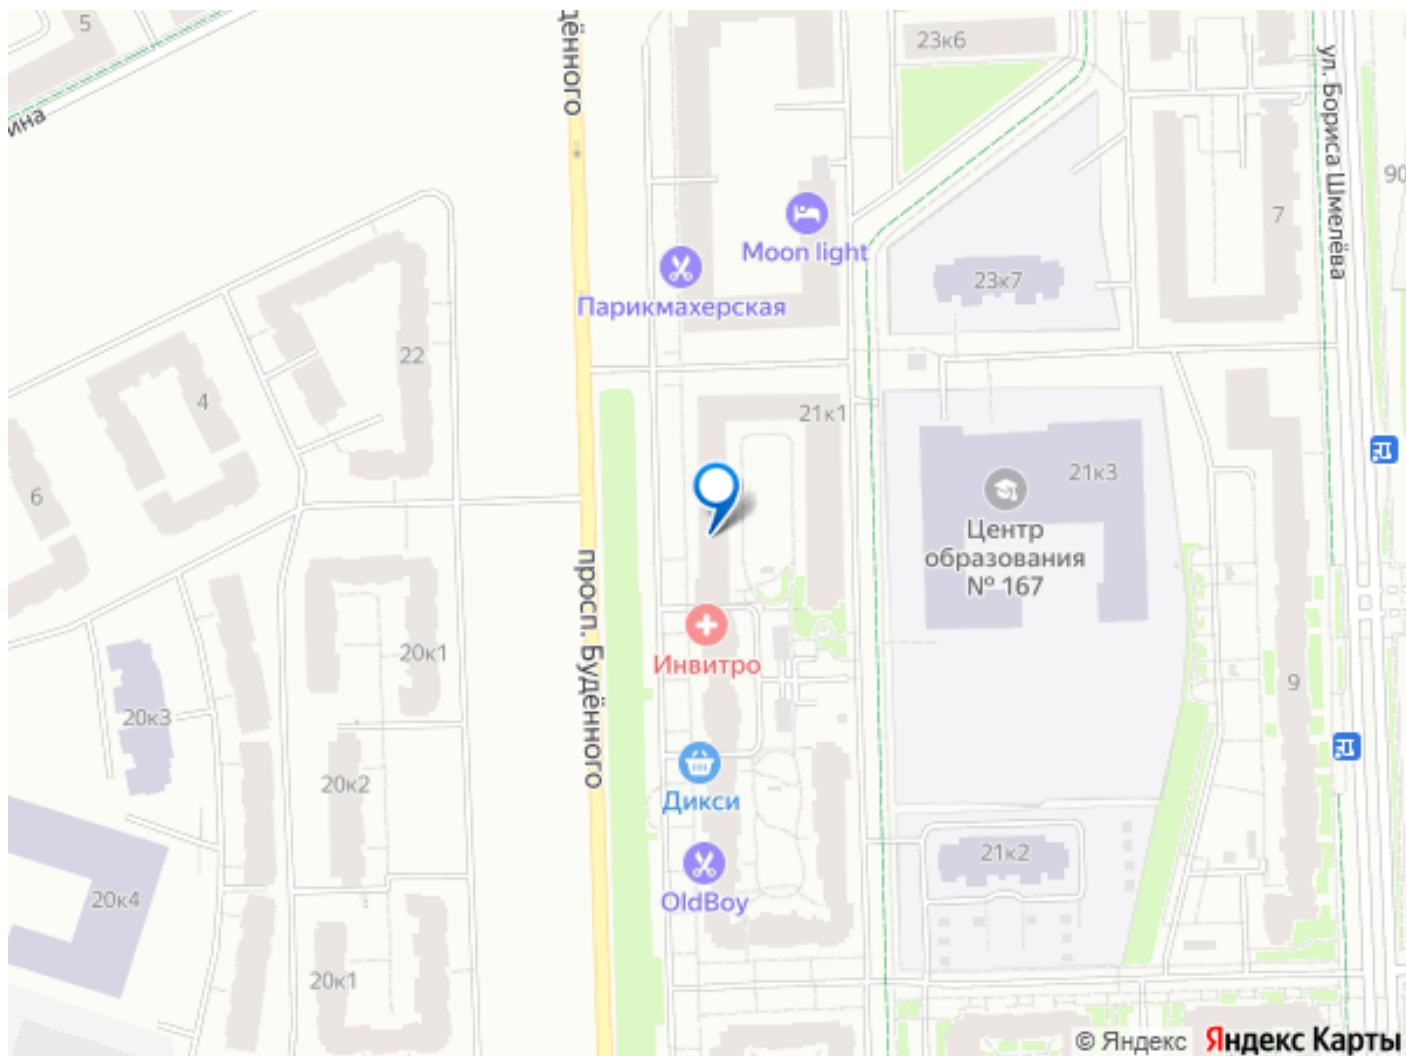 5
дённого
23к6
ул. Бориса Шмелёва
ина
90
7
Moon light
23к7
Парикмахерская
22
4
21к1
6
21к3
Центр
образования
№ 167
просп. Будённого
Инвитро
20к1
9
20к3
20к2
Дикси
21к2
20к4
OldBoy
20к1
© Яндекс Яндекс Карты